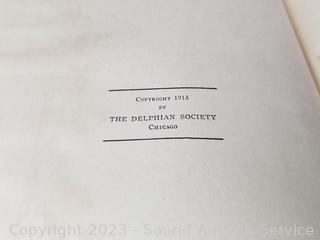 Copyright 1913
BY
THE DELPHIAN SOCIETY
Chicago
Copyright 2023 - Sound Auction Service